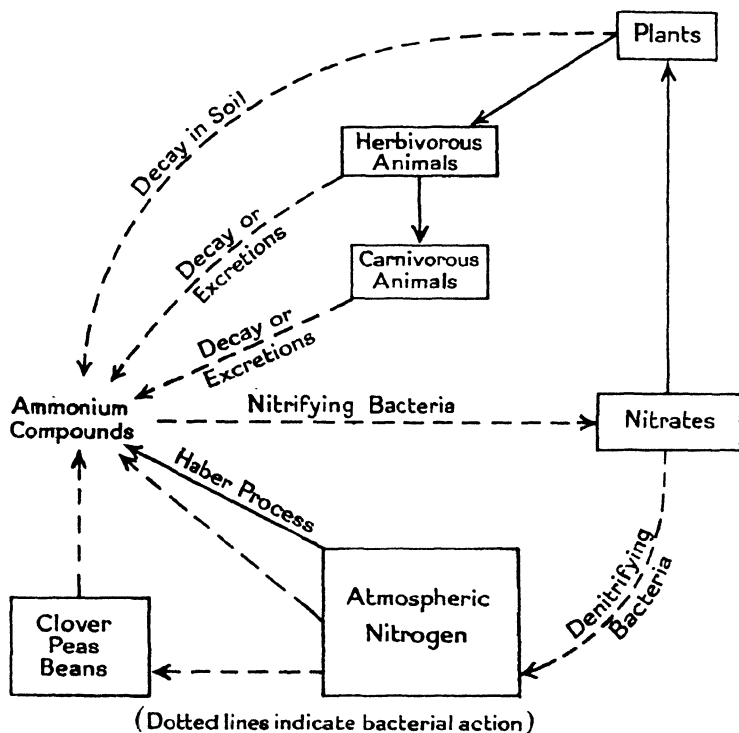 Plants
Decay in Soil
Herbivorous
Animals
Decay or
Excretions
Carnivorous
Animals
Decay or
Excretions
Ammonium
Compounds
Nitrifying Bacteria
Nitrates
Haber Process
Denitrifying
Bacteria
Atmospheric
Nitrogen
Clover
Peas
Beans
(Dotted lines indicate bacterial action)